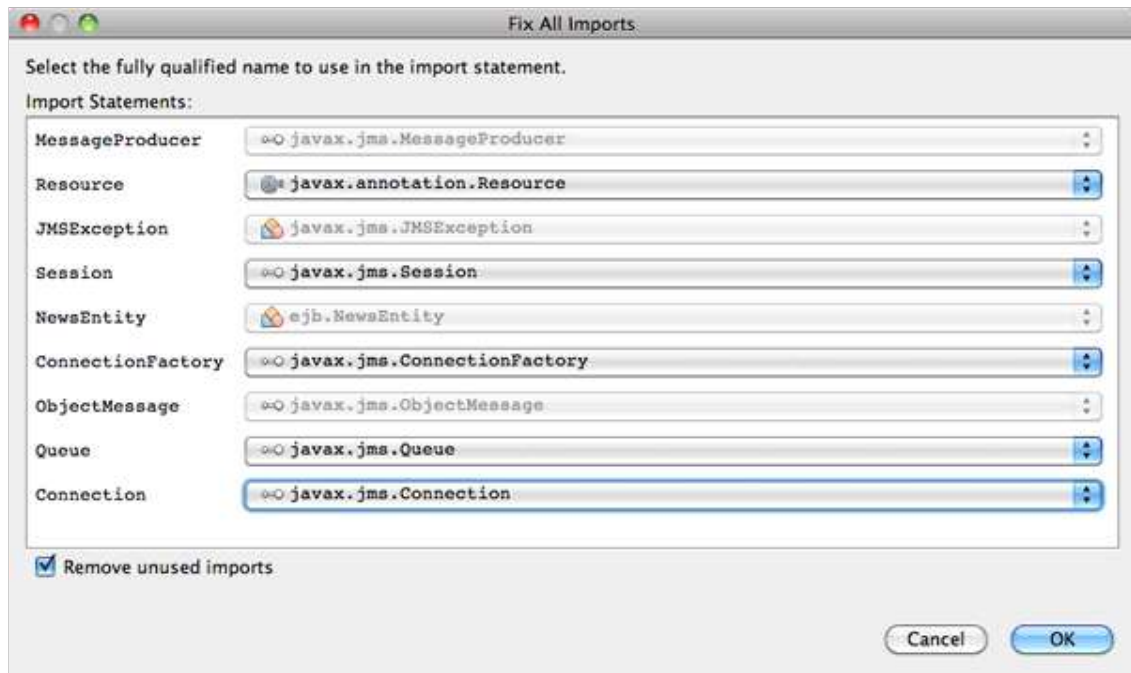 Fix All Imports
Select the fully qualified name to use in the import statement.
Import Statements:
MessageProducer javax.jms.MessageProducer
Resource javax.annotation.Resource
JMSException javax.jms.JMSException
Session javax.jms.Session
NewsEntity ejb.NewsEntity
ConnectionFactory javax.jms.ConnectionFactory
ObjectMessage javax.jms.ObjectMessage
Queue javax.jms.Queue
Connection javax.jms.Connection
Remove unused imports
Cancel OK